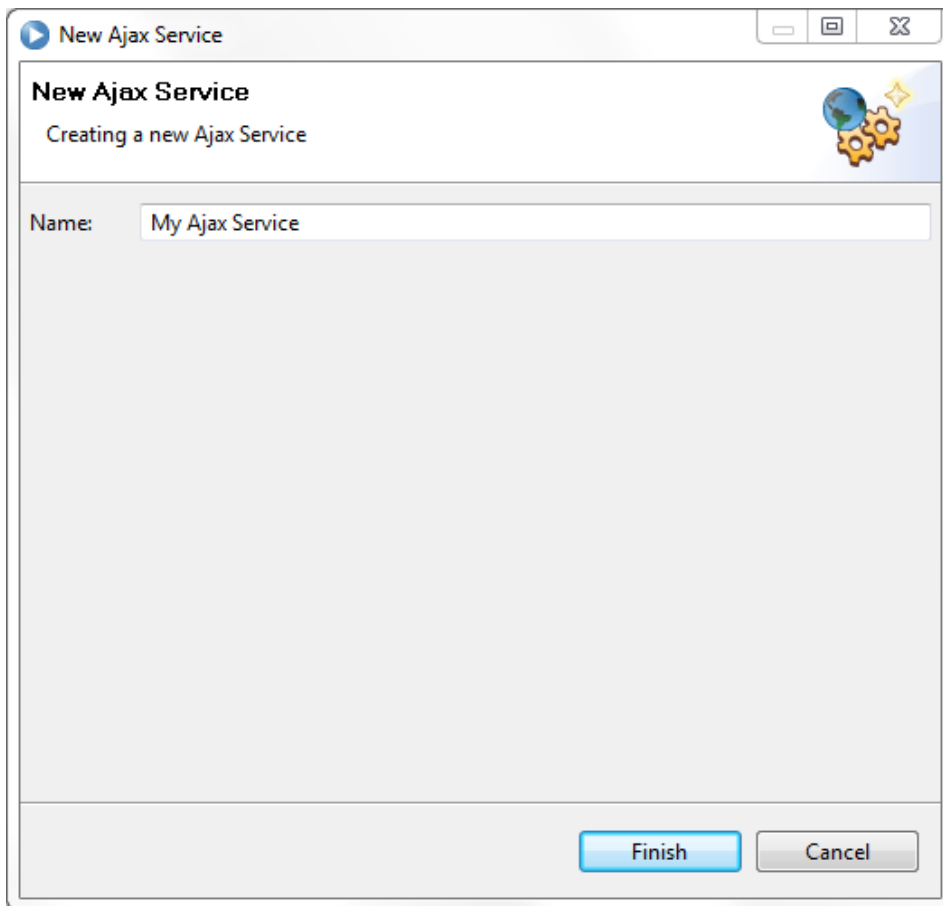 New Ajax Service
New Ajax Service
Creating a new Ajax Service
Name: My Ajax Service
Finish Cancel